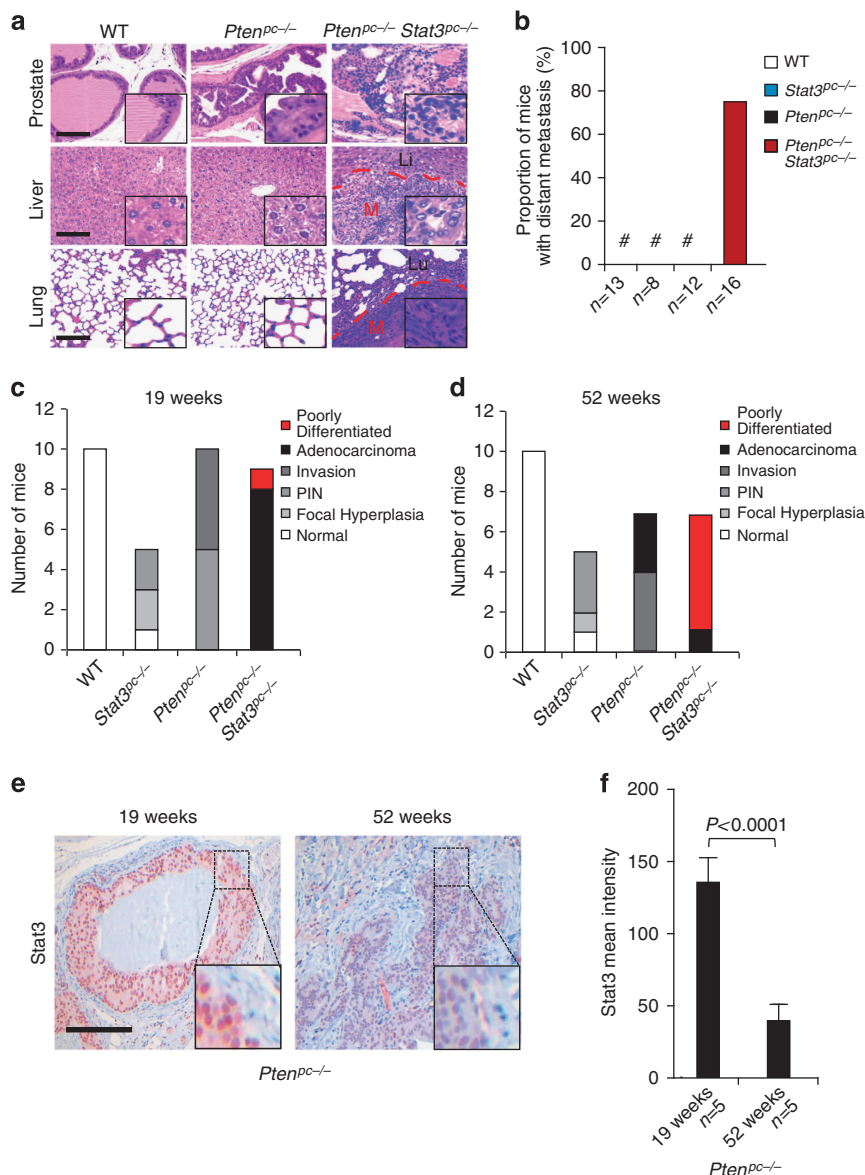 a
WT
Pten^pc–/–
Pten^pc–/– Stat3^pc–/–
Prostate
Liver
Li
M
Lung
Lu
M
b
Proportion of mice
with distant metastasis (%)
100
80
60
40
20
0
# # #
n=13
n=8
n=12
n=16
WT
Stat3^pc–/–
Pten^pc–/–
Pten^pc–/–
Stat3^pc–/–
c
19 weeks
Number of mice
12
10
8
6
4
2
0
WT
Stat3^pc–/–
Pten^pc–/–
Pten^pc–/–
Stat3^pc–/–
Poorly
Differentiated
Adenocarcinoma
Invasion
PIN
Focal Hyperplasia
Normal
d
52 weeks
Number of mice
12
10
8
6
4
2
0
WT
Stat3^pc–/–
Pten^pc–/–
Pten^pc–/–
Stat3^pc–/–
Poorly
Differentiated
Adenocarcinoma
Invasion
PIN
Focal Hyperplasia
Normal
e
19 weeks
52 weeks
Stat3
Pten^pc–/–
f
Stat3 mean intensity
200
150
100
50
0
P<0.0001
19 weeks
n=5
52 weeks
n=5
Pten^pc–/–